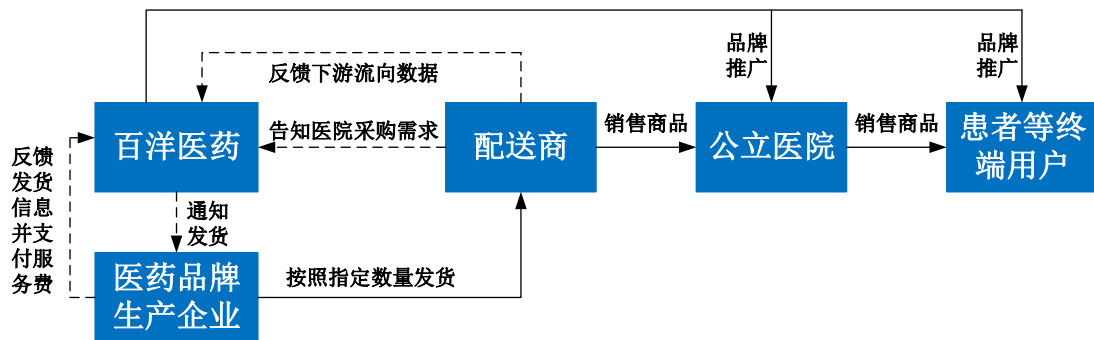 品牌
推广
品牌
推广
反馈下游流向数据
百洋医药
告知医院采购需求
配送商
销售商品
公立医院
销售商品
患者等终
端用户
反馈
发货
信息
并支
付服
务费
通知
发货
医药品牌
生产企业
按照指定数量发货